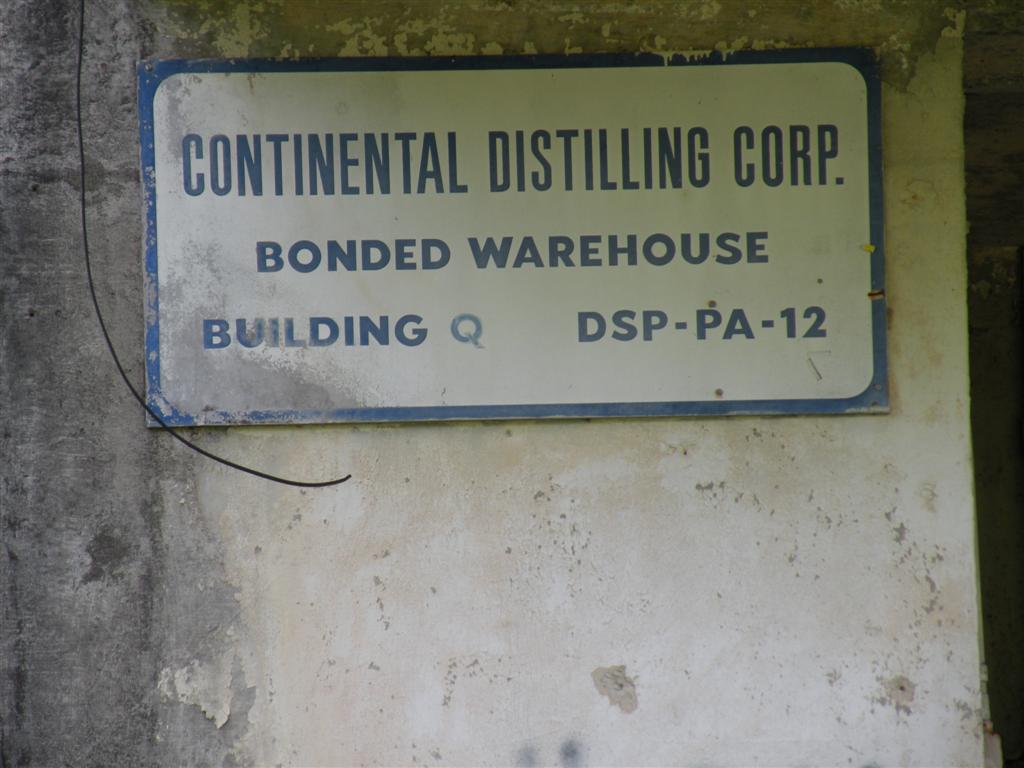 CONTINENTAL DISTILLING CORP.
BONDED WAREHOUSE
BUILDING Q DSP-PA-12